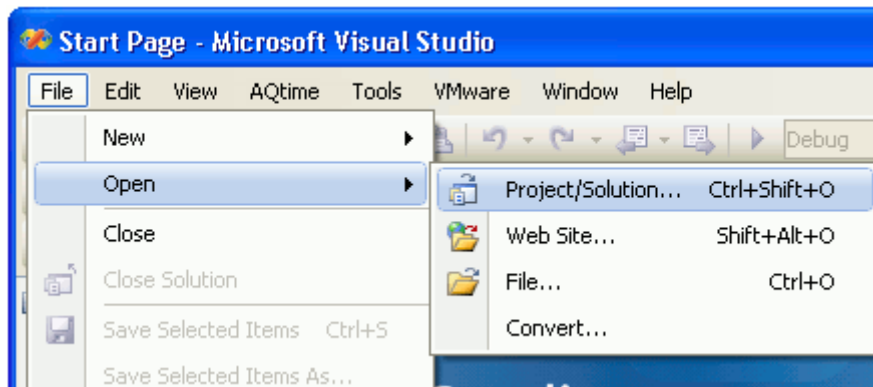 Start Page - Microsoft Visual Studio
File Edit View AQtime Tools VMware Window Help
New
Debug
Open
Project/Solution... Ctrl+Shift+O
Close
Web Site... Shift+Alt+O
Close Solution
File... Ctrl+O
Save Selected Items Ctrl+S
Convert...
Save Selected Items As...